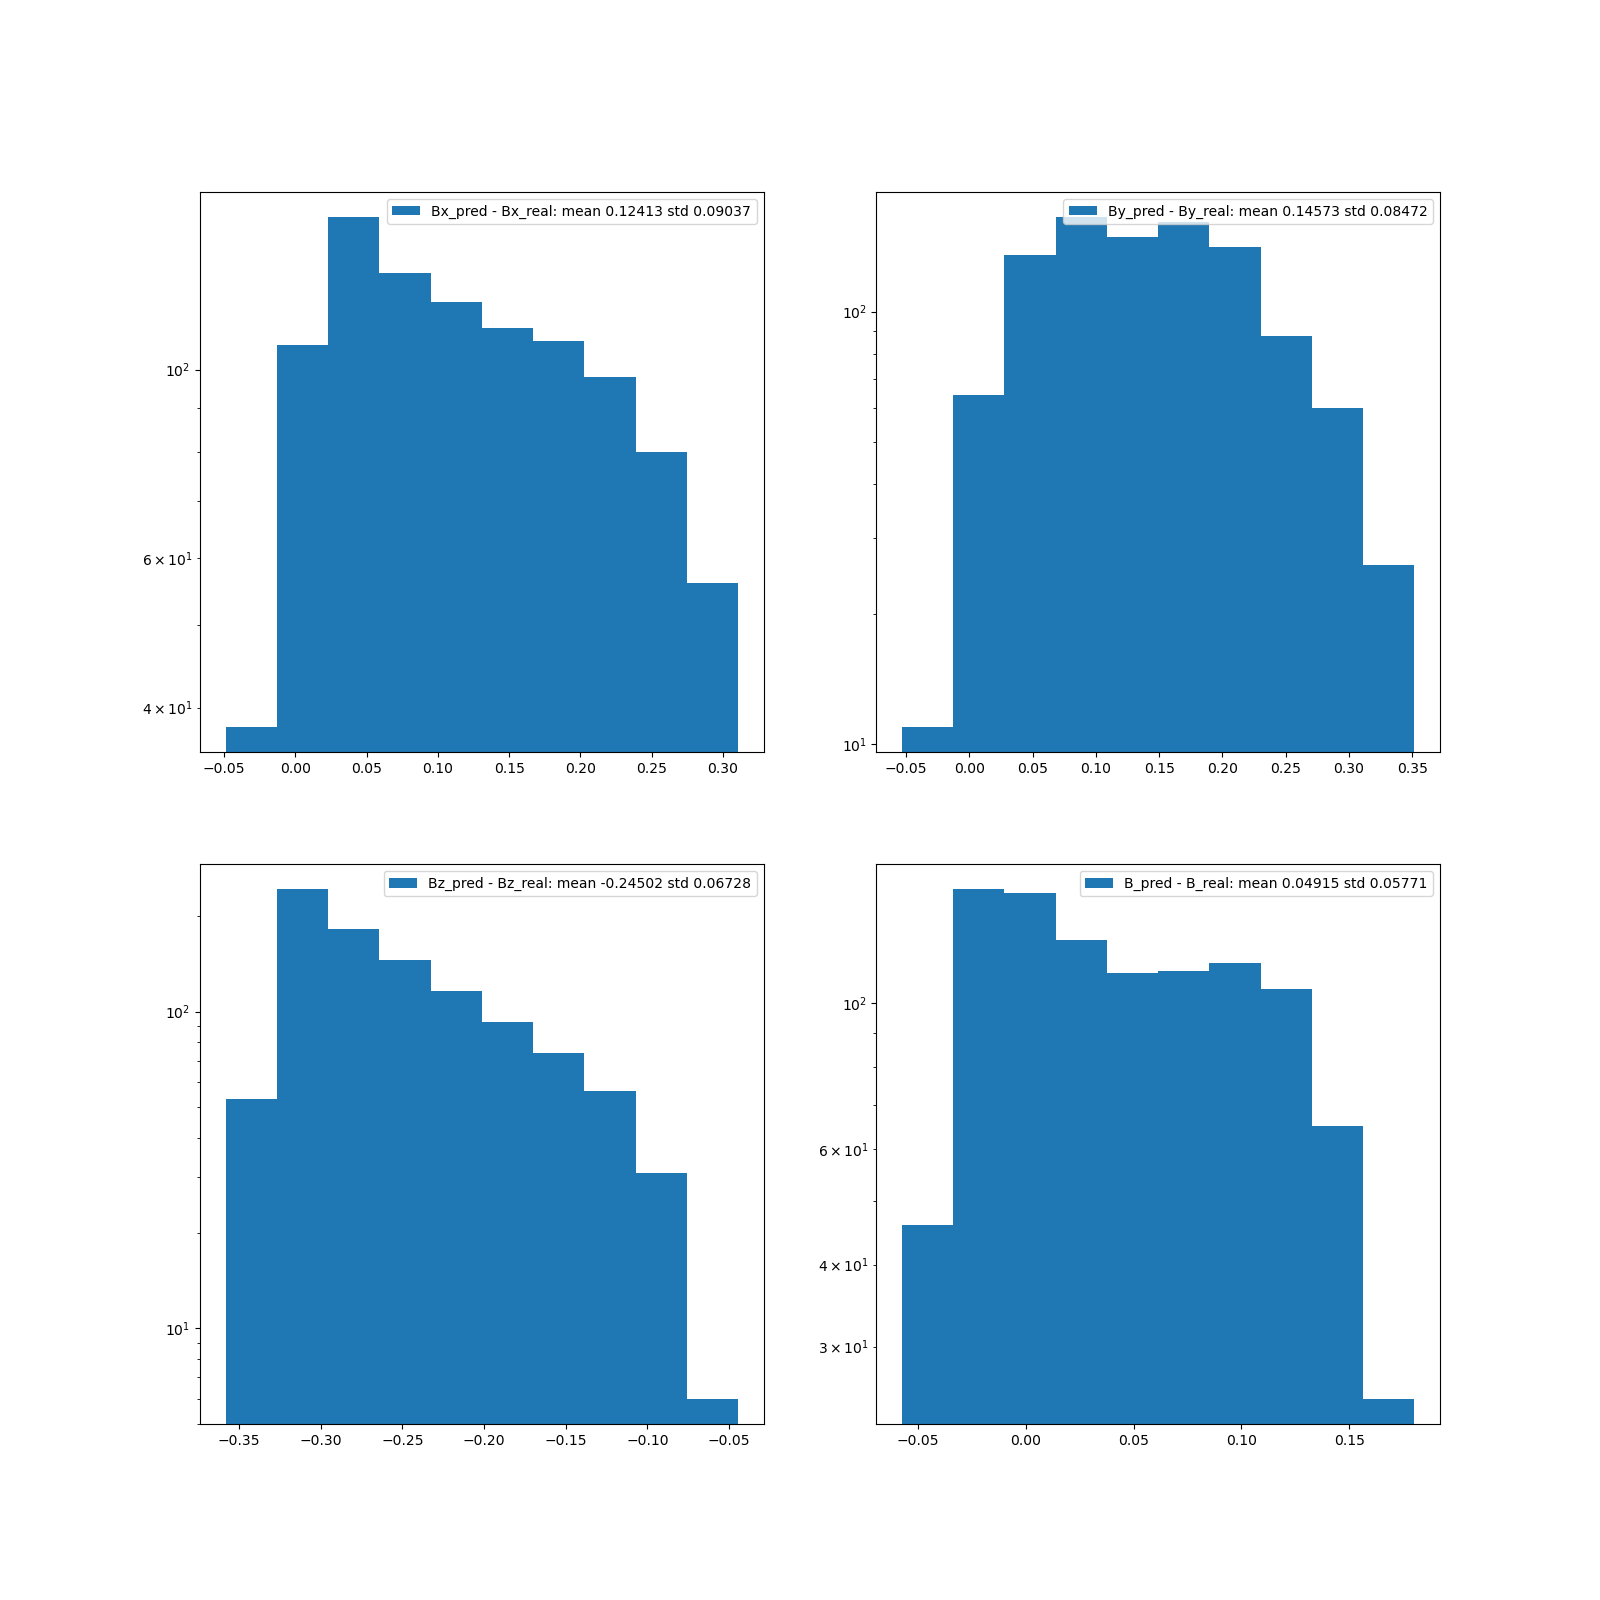 Bx_pred - Bx_real: mean 0.12413 std 0.09037
10²
6 × 10¹
4 × 10¹
−0.05 0.00 0.05 0.10 0.15 0.20 0.25 0.30
By_pred - By_real: mean 0.14573 std 0.08472
10²
10¹
−0.05 0.00 0.05 0.10 0.15 0.20 0.25 0.30 0.35
Bz_pred - Bz_real: mean -0.24502 std 0.06728
10²
10¹
−0.35 −0.30 −0.25 −0.20 −0.15 −0.10 −0.05
B_pred - B_real: mean 0.04915 std 0.05771
10²
6 × 10¹
4 × 10¹
3 × 10¹
−0.05 0.00 0.05 0.10 0.15